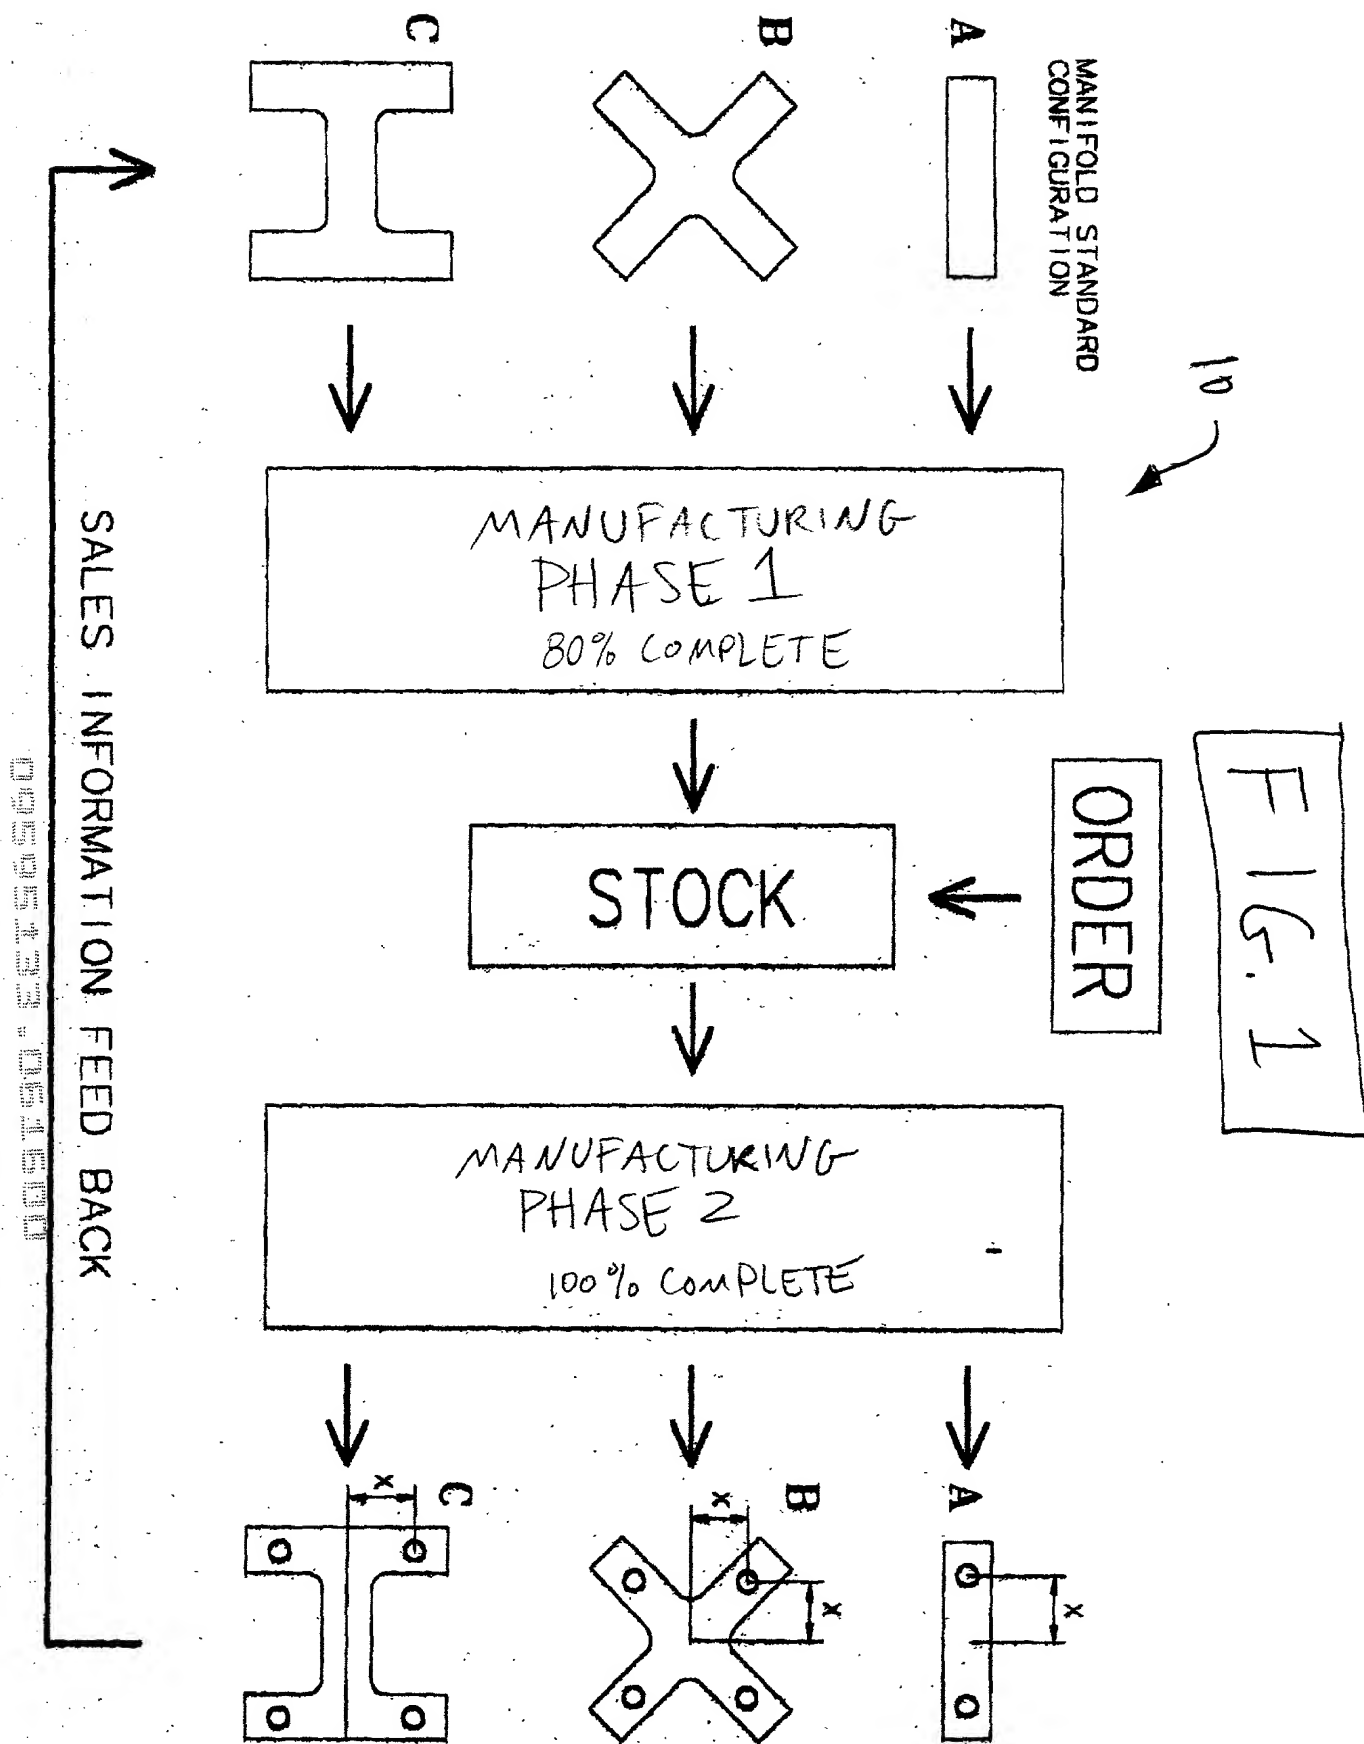 FIG. 1
10
MANIFOLD STANDARD
CONFIGURATION
A
B
C
MANUFACTURING
PHASE 1
80% COMPLETE
ORDER
STOCK
MANUFACTURING
PHASE 2
100% COMPLETE
A
x
B
x
x
C
x
SALES INFORMATION FEED BACK